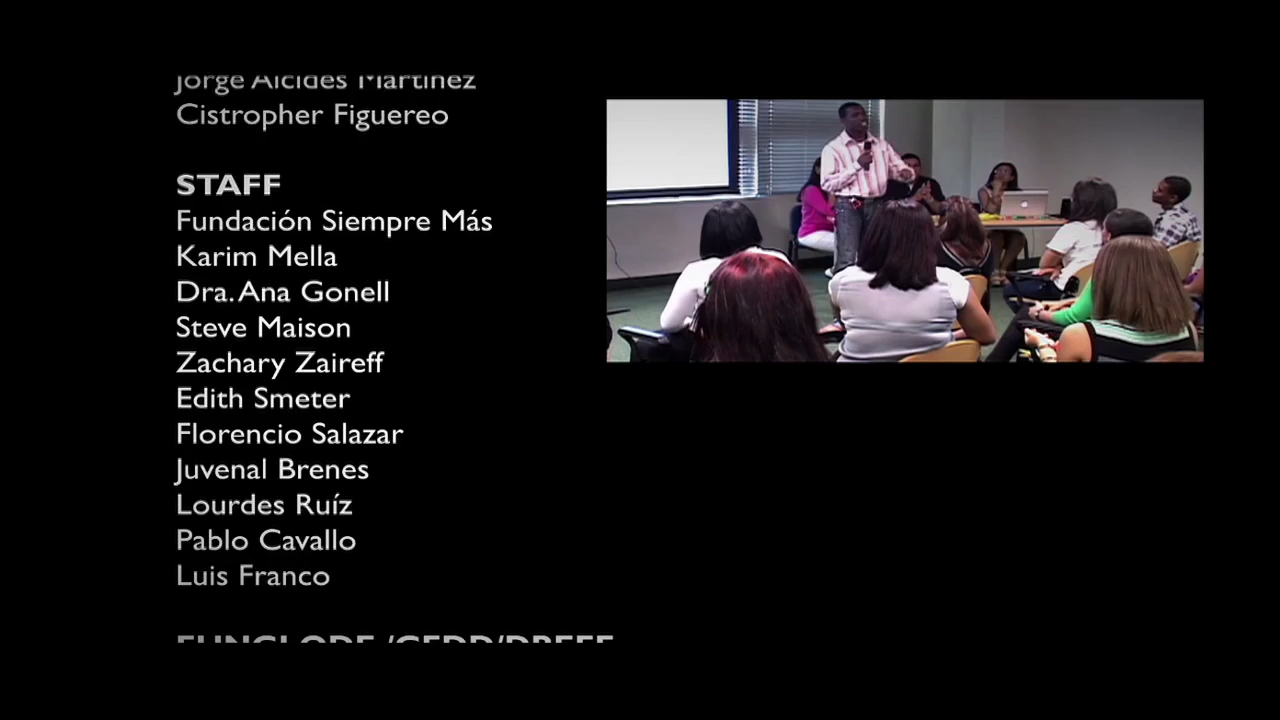 Jorge Alcides Martinez
Cistropher Figuereo
STAFF
Fundación Siempre Más
Karim Mella
Dra. Ana Gonell
Steve Maison
Zachary Zaireff
Edith Smeter
Florencio Salazar
Juvenal Brenes
Lourdes Ruíz
Pablo Cavallo
Luis Franco